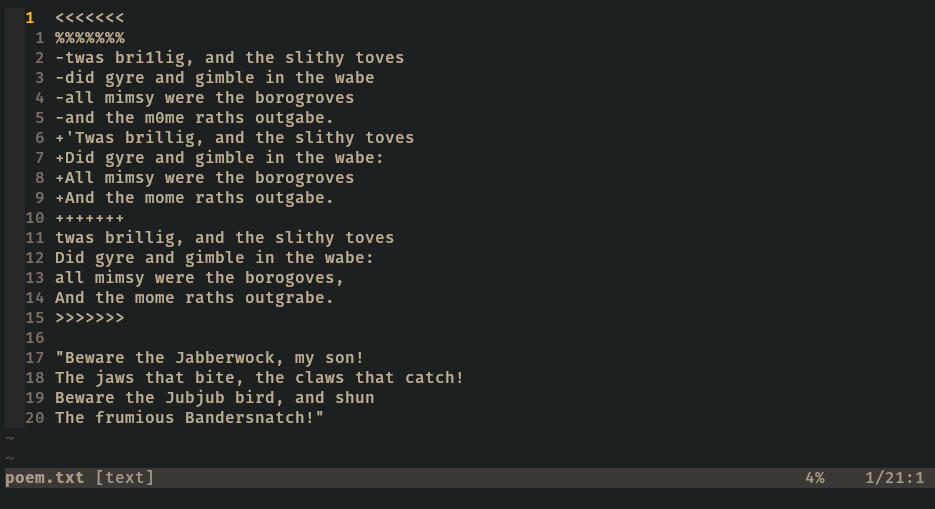 1 <<<<<<<
1 %%%%%%%
2 -twas bri1lig, and the slithy toves
3 -did gyre and gimble in the wabe
4 -all mimsy were the borogroves
5 -and the m0me raths outgabe.
6 +'Twas brillig, and the slithy toves
7 +Did gyre and gimble in the wabe:
8 +All mimsy were the borogroves
9 +And the mome raths outgabe.
10 +++++++
11 twas brillig, and the slithy toves
12 Did gyre and gimble in the wabe:
13 all mimsy were the borogoves,
14 And the mome raths outgrabe.
15 >>>>>>>
16
17 "Beware the Jabberwock, my son!
18 The jaws that bite, the claws that catch!
19 Beware the Jubjub bird, and shun
20 The frumious Bandersnatch!"
~
~
poem.txt [text] 4% 1/21:1